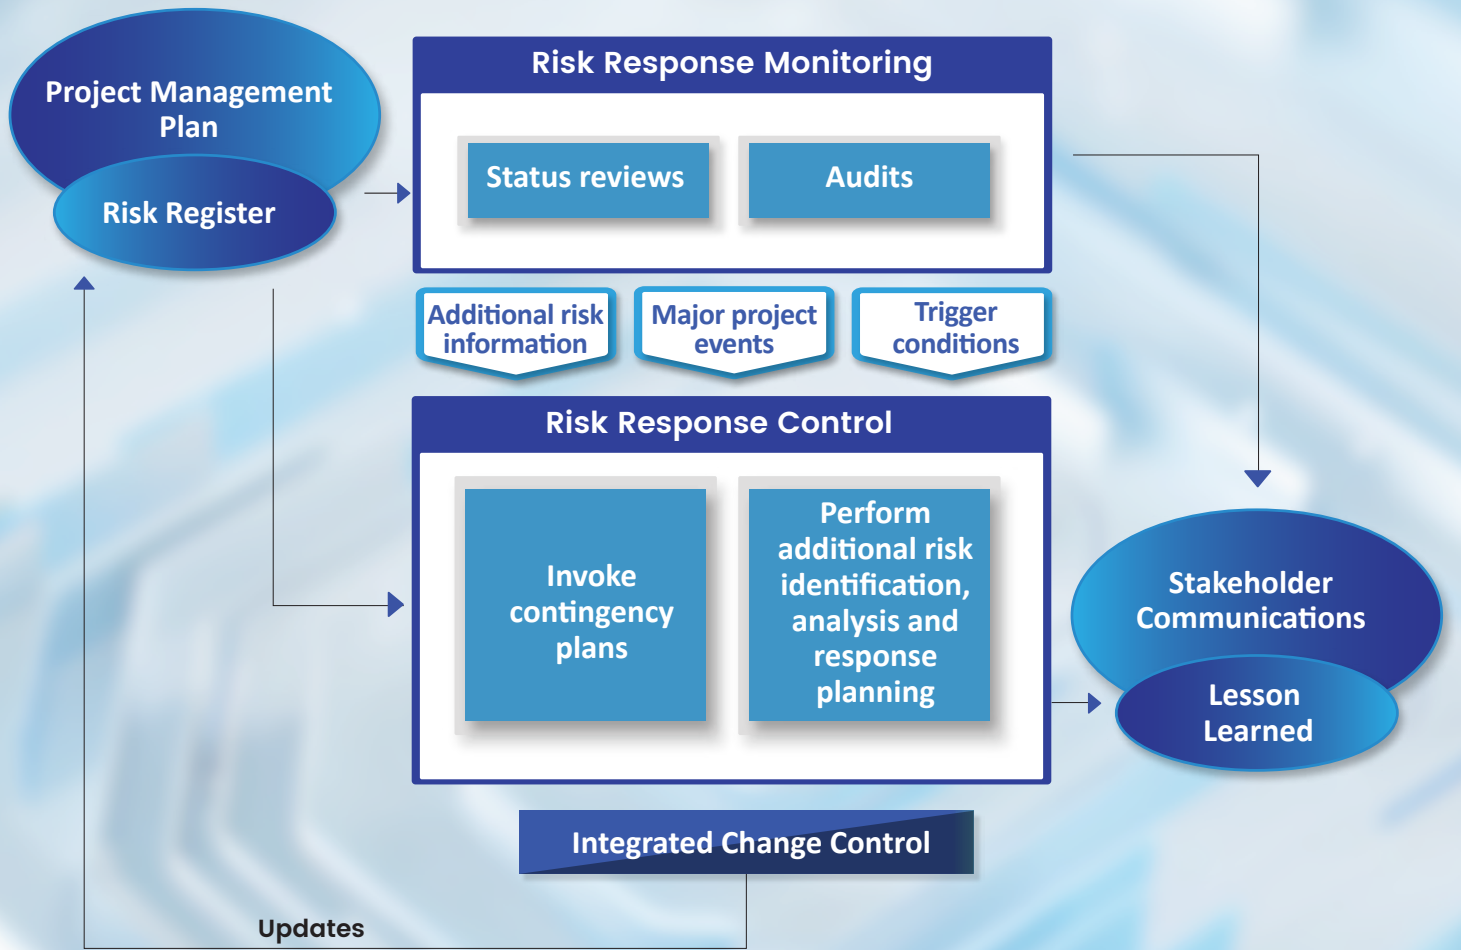 Project Management
Plan
Risk Register
Risk Response Monitoring
Status reviews
Audits
Additional risk
information
Major project
events
Trigger
conditions
Risk Response Control
Invoke
contingency
plans
Perform
additional risk
identification,
analysis and
response
planning
Stakeholder
Communications
Lesson
Learned
Integrated Change Control
Updates